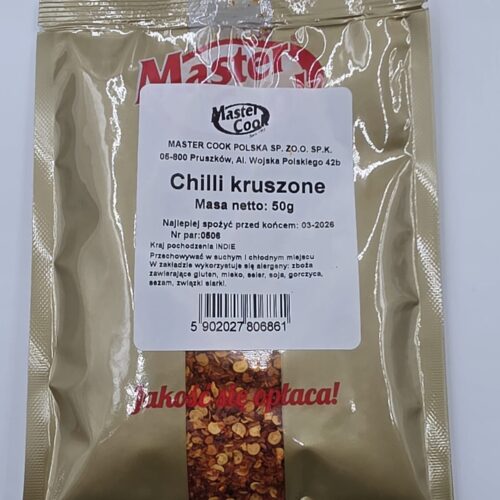 Master
Master
Cook
MASTER COOK POLSKA SP. ZO.O. SP.K.
05-800 Pruszków, Al. Wojska Polskiego 42b
Chilli kruszone
Masa netto: 50g
Najlepiej spożyć przed końcem: 03-2026
Nr par:0506
Kraj pochodzenia INDIE
Przechowywać w suchym i chłodnym miejscu
W zakładzie wykorzystuje się alergeny: zboża
zawierające gluten, mleko, seler, soja, gorczyca,
sezam, związki siarki.
5 902027 806861
Jakość się opłaca!